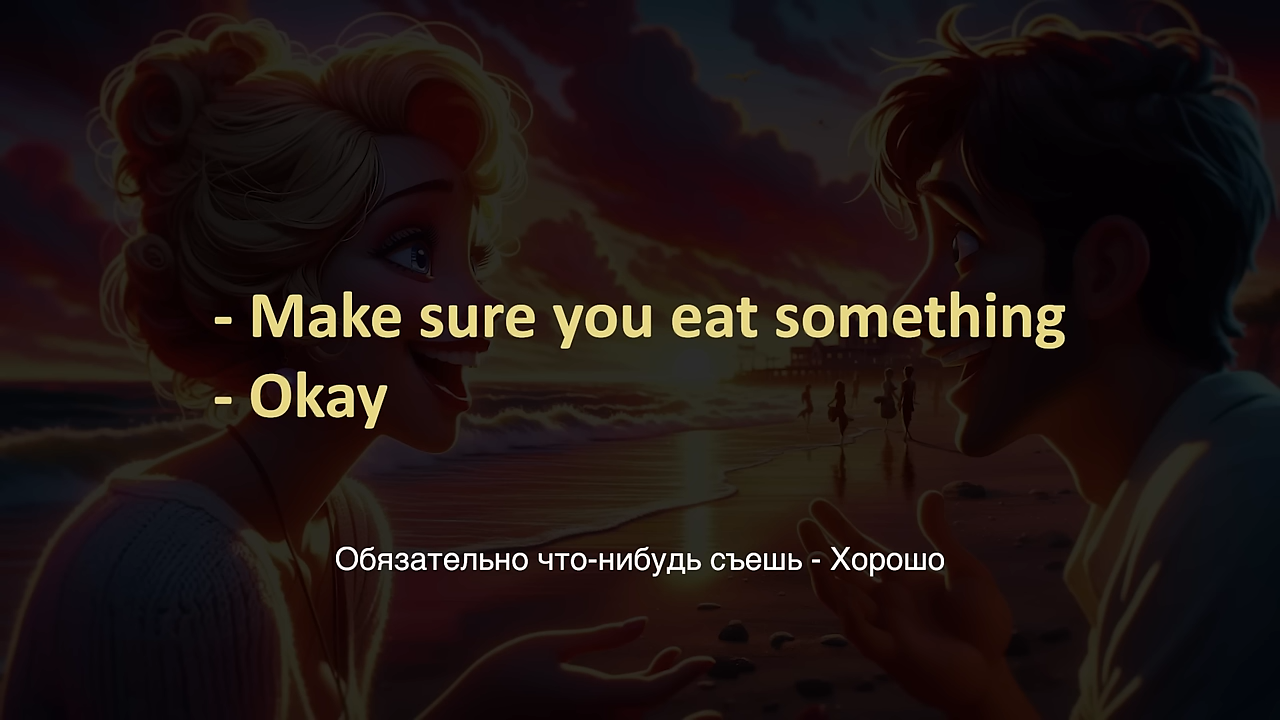 - Make sure you eat something
- Okay
Обязательно что-нибудь съешь - Хорошо